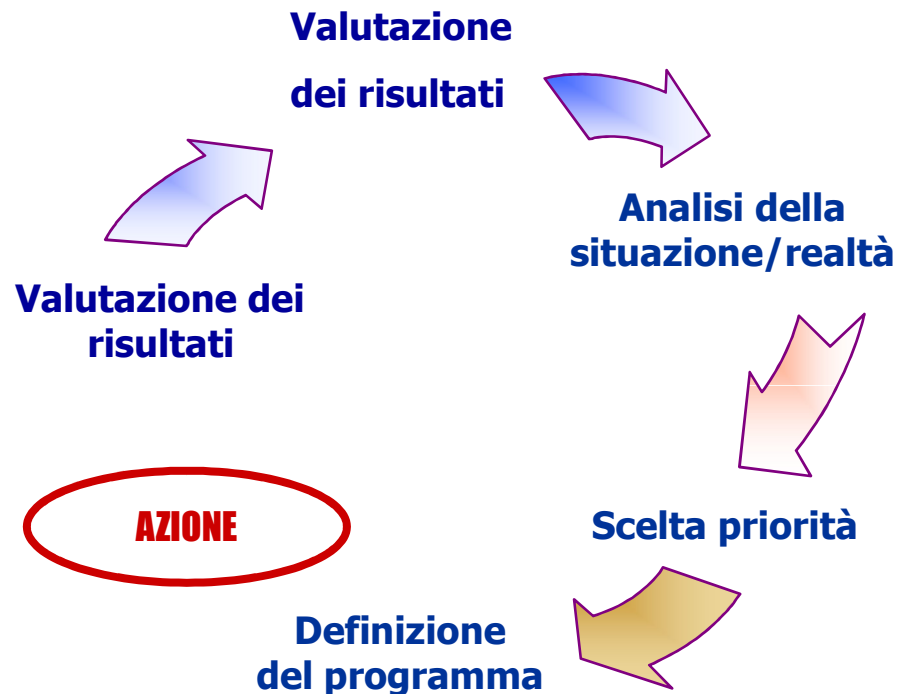 Valutazione
dei risultati
Analisi della
situazione/realtà
Valutazione dei
risultati
AZIONE
Scelta priorità
Definizione
del programma